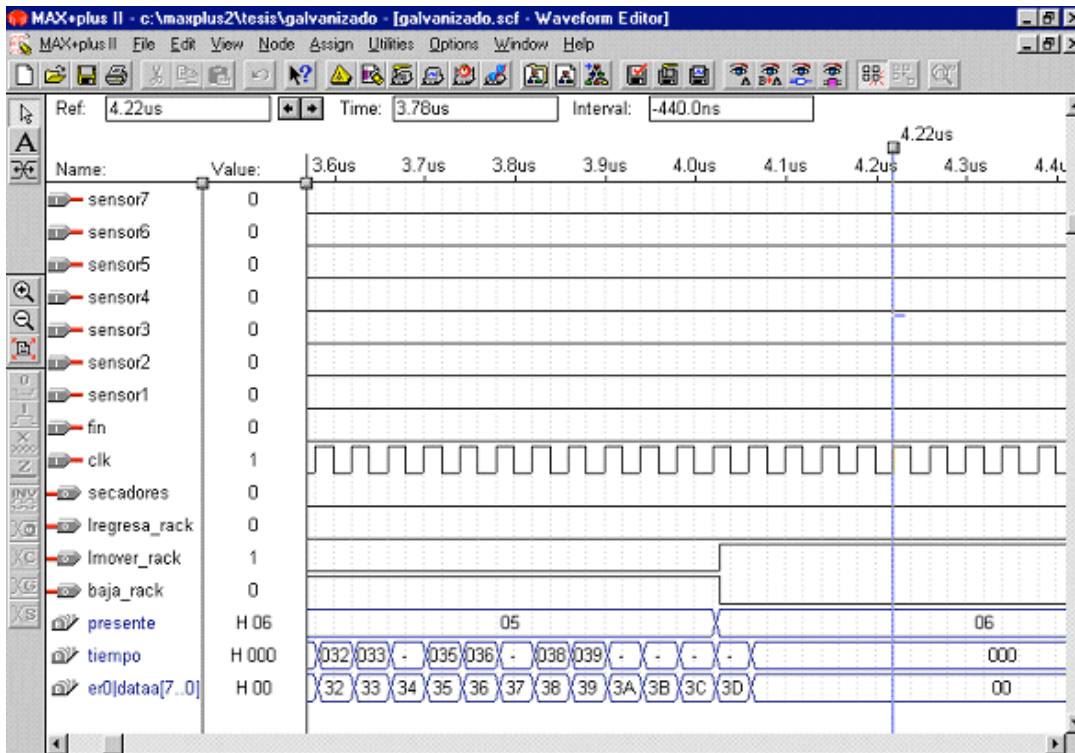 MAX+plus II - c:\maxplus2\tesis\galvanizado - [galvanizado.scf - Waveform Editor]
MAX+plus II File Edit View Node Assign Utilities Options Window Help
Ref: 4.22us Time: 3.78us Interval: -440.0ns
4.22us
Name: Value: 3.6us 3.7us 3.8us 3.9us 4.0us 4.1us 4.2us 4.3us 4.4u
sensor7 0
sensor6 0
sensor5 0
sensor4 0
sensor3 0
sensor2 0
sensor1 0
fin 0
clk 1
secadores 0
lregresa_rack 0
lmover_rack 1
baja_rack 0
presente H 06 05 06
tiempo H 000 032 033 - 035 036 - 038 039 - - - - 000
er0|dataa[7..0] H 00 32 33 34 35 36 37 38 39 3A 3B 3C 3D 00